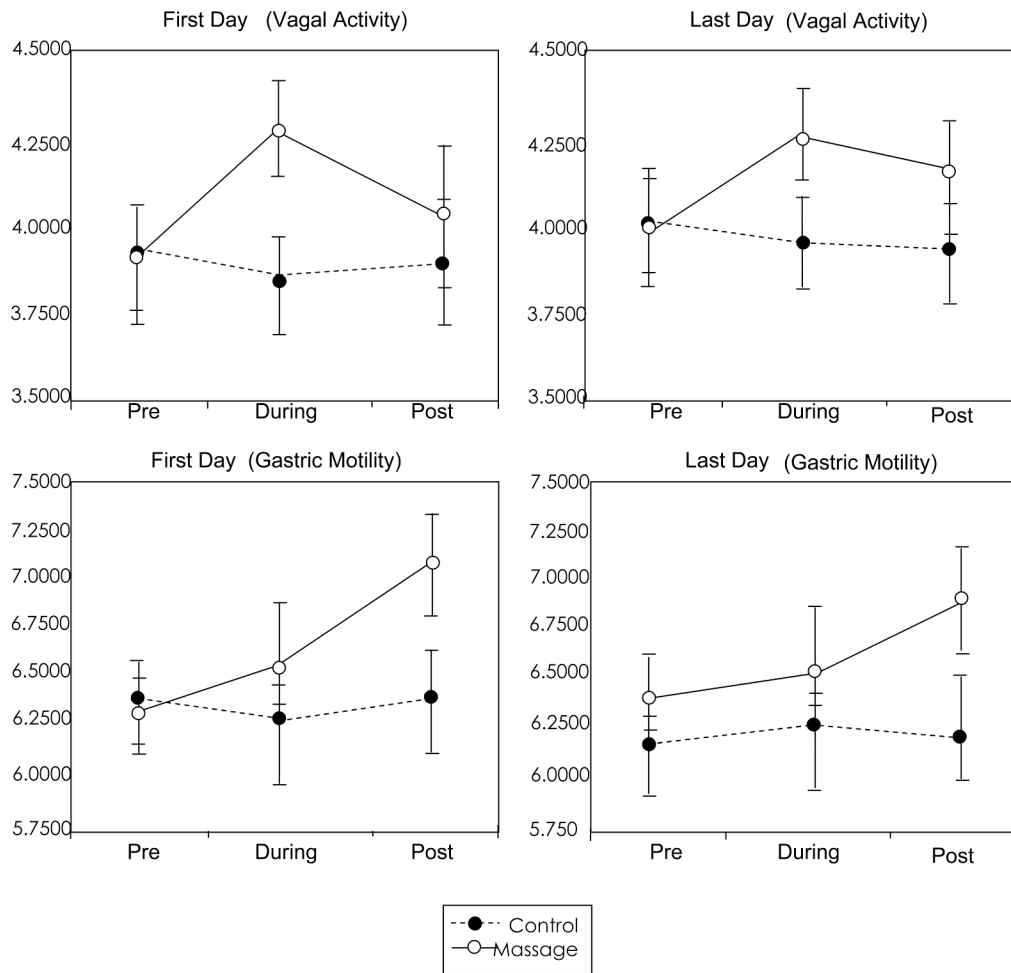 First Day (Vagal Activity)
4.5000
4.2500
4.0000
3.7500
3.5000
Pre During Post
Last Day (Vagal Activity)
4.5000
4.2500
4.0000
3.7500
3.5000
Pre During Post
First Day (Gastric Motility)
7.5000
7.2500
7.0000
6.7500
6.5000
6.2500
6.0000
5.7500
Pre During Post
Last Day (Gastric Motility)
7.5000
7.2500
7.0000
6.7500
6.5000
6.2500
6.0000
5.750
Pre During Post
Control
Massage